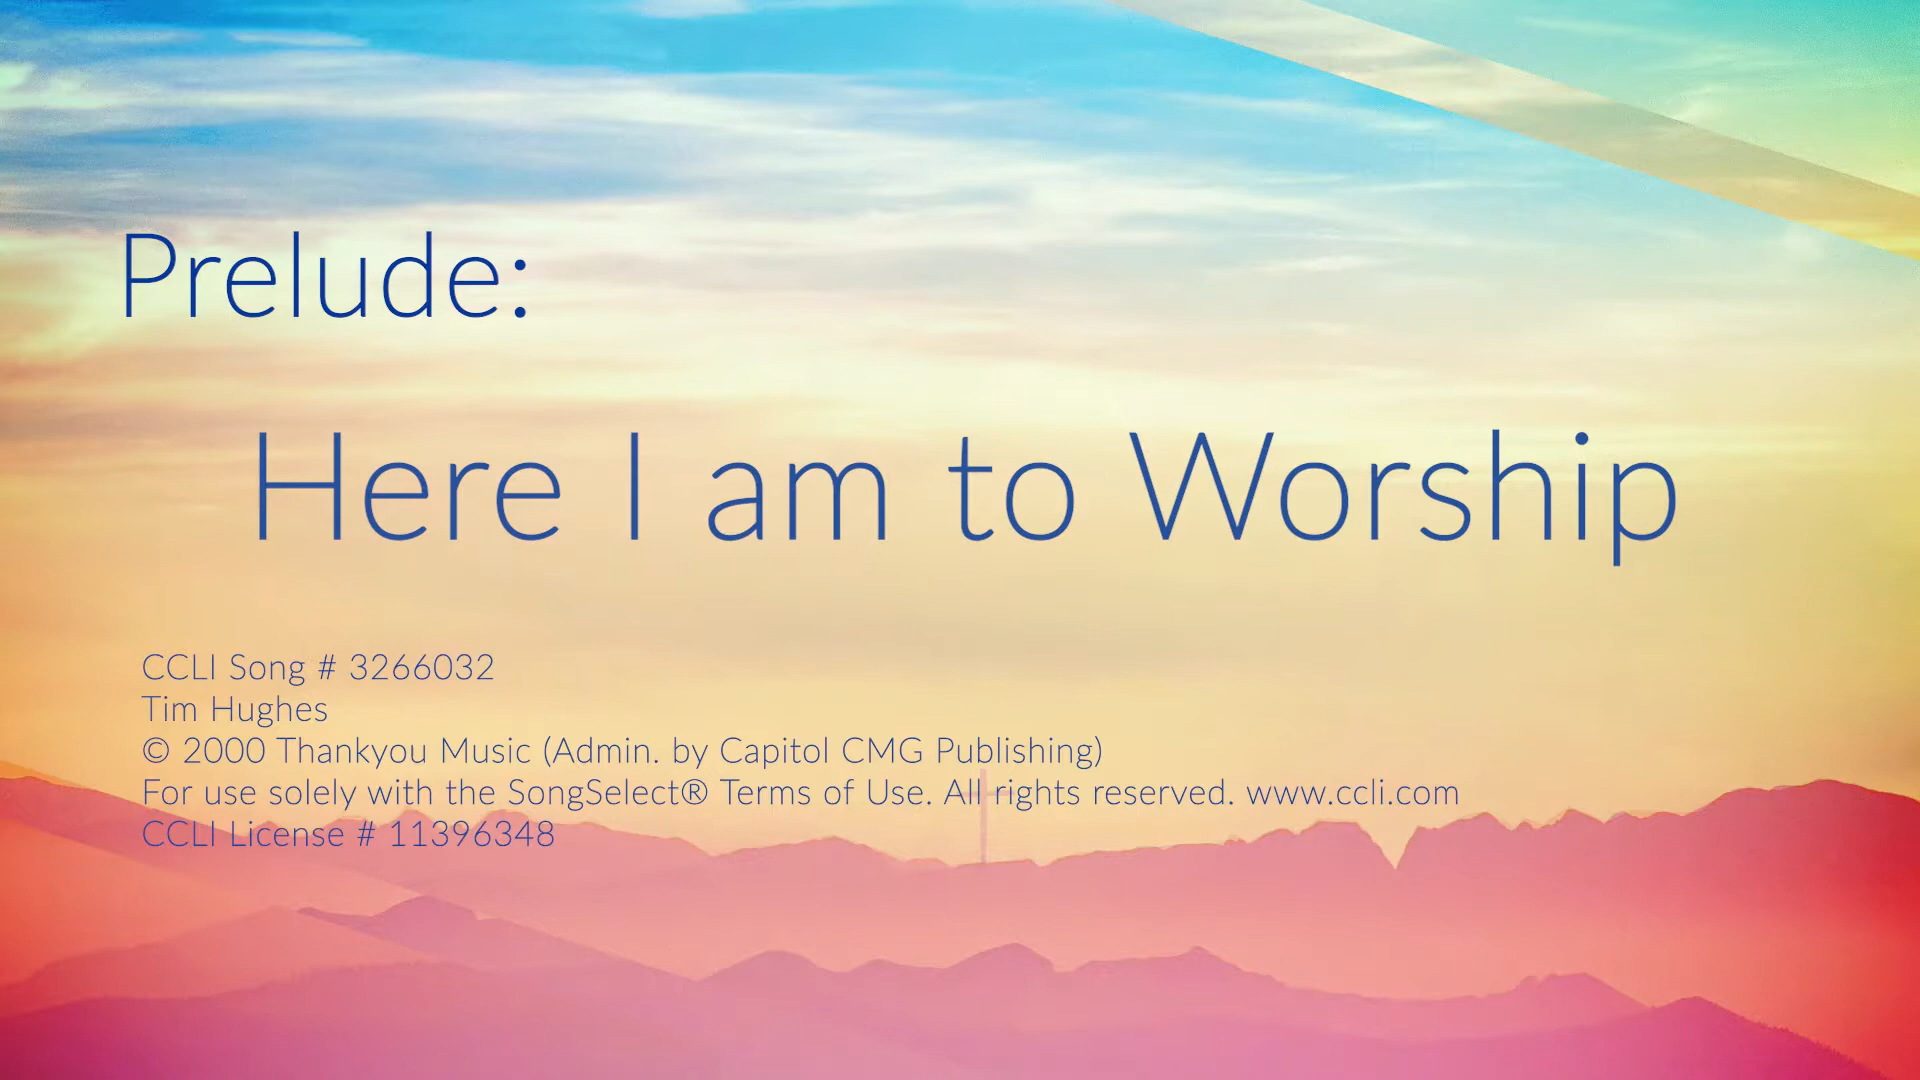 Prelude:
Here I am to Worship
CCLI Song # 3266032
Tim Hughes
© 2000 Thankyou Music (Admin. by Capitol CMG Publishing)
For use solely with the SongSelect® Terms of Use. All rights reserved. www.ccli.com
CCLI License # 11396348